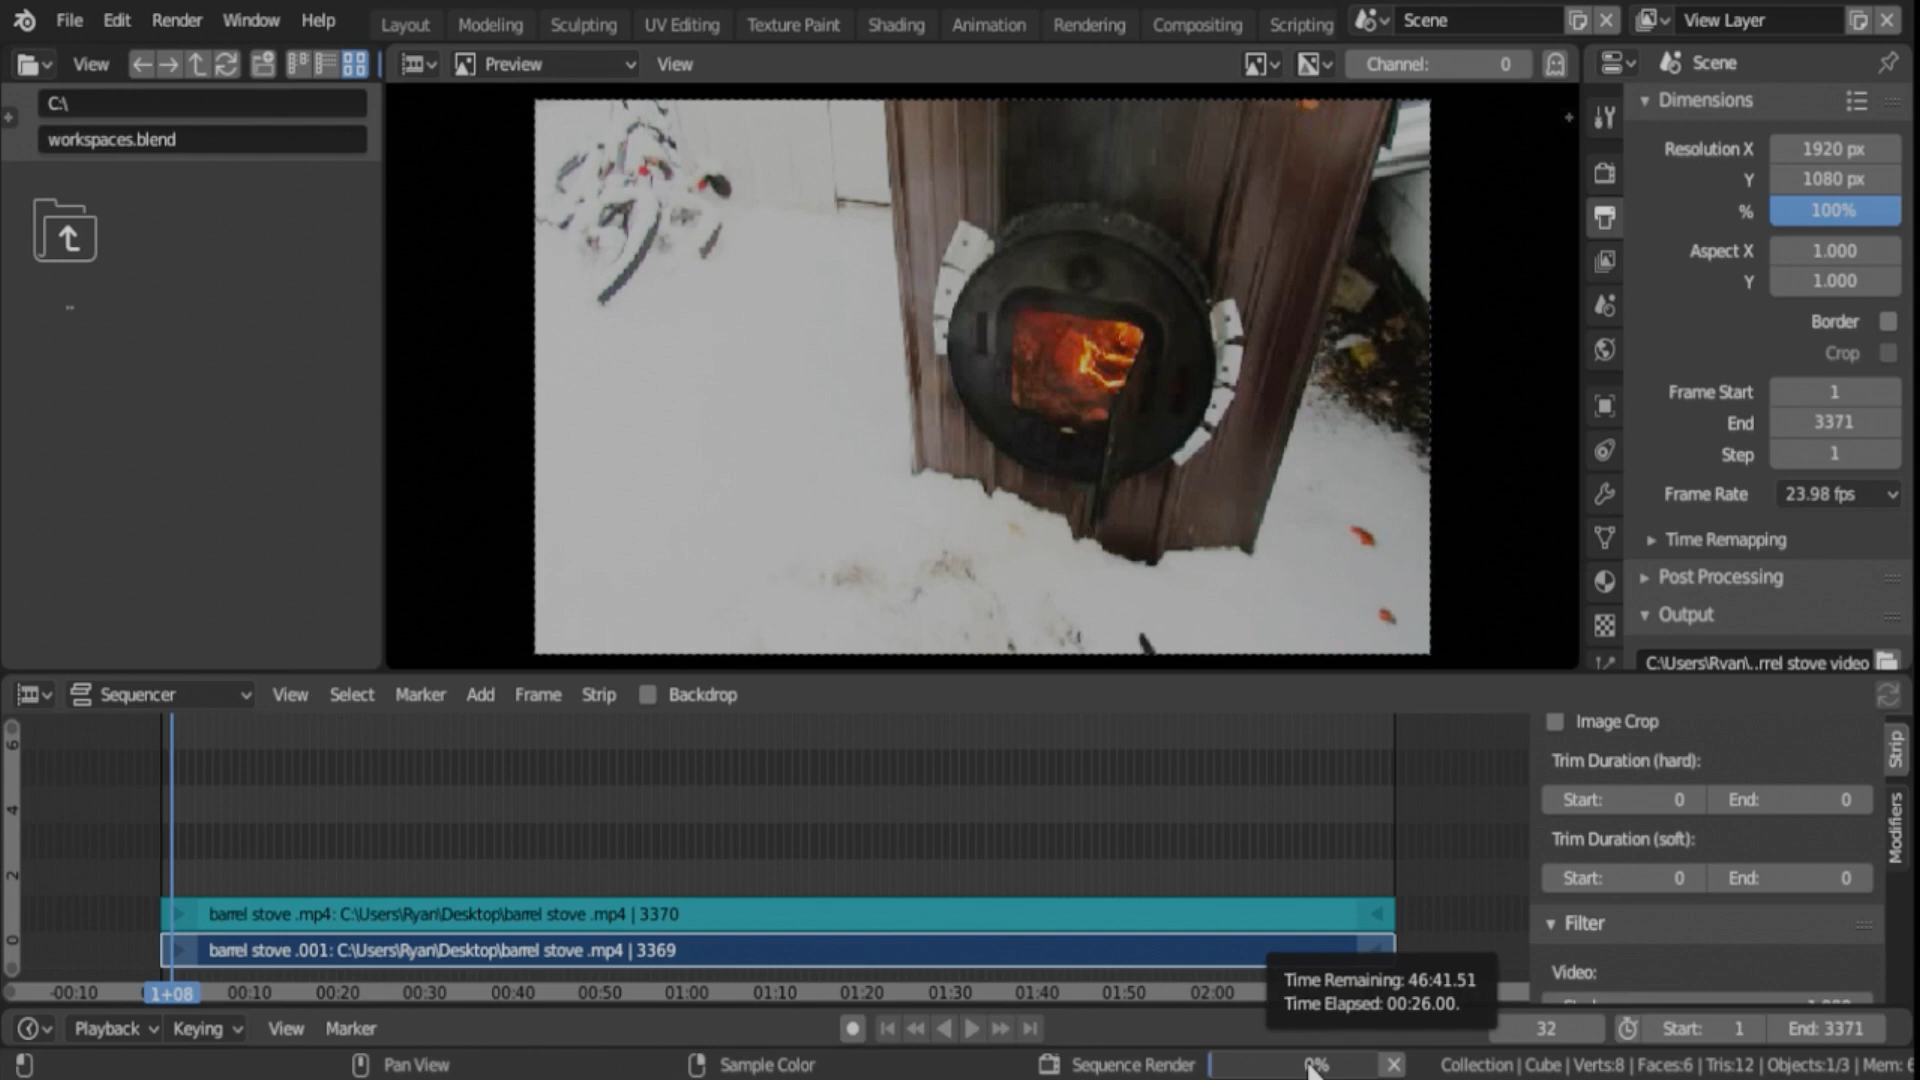 File Edit Render Window Help Layout Modeling Sculpting UV Editing Texture Paint Shading Animation Rendering Compositing Scripting Scene View Layer
View Preview View Channel: 0 Scene
C:\
workspaces.blend
..
Dimensions
Resolution X 1920 px
Y 1080 px
% 100%
Aspect X 1.000
Y 1.000
Border
Crop
Frame Start 1
End 3371
Step 1
Frame Rate 23.98 fps
Time Remapping
Post Processing
Output
C:\Users\Ryan\..rrel stove video
Sequencer View Select Marker Add Frame Strip Backdrop
6
4
2
0
Image Crop
Trim Duration (hard):
Start: 0 End: 0
Trim Duration (soft):
Start: 0 End: 0
Filter
Video:
Strip
Modifiers
barrel stove .mp4: C:\Users\Ryan\Desktop\barrel stove .mp4 | 3370
barrel stove .001: C:\Users\Ryan\Desktop\barrel stove .mp4 | 3369
-00:10 1+08 00:10 00:20 00:30 00:40 00:50 01:00 01:10 01:20 01:30 01:40 01:50 02:00
Time Remaining: 46:41.51
Time Elapsed: 00:26.00.
Playback Keying View Marker 32 Start: 1 End: 3371
Pan View Sample Color Sequence Render 0% Collection | Cube | Verts:8 | Faces:6 | Tris:12 | Objects:1/3 | Mem: